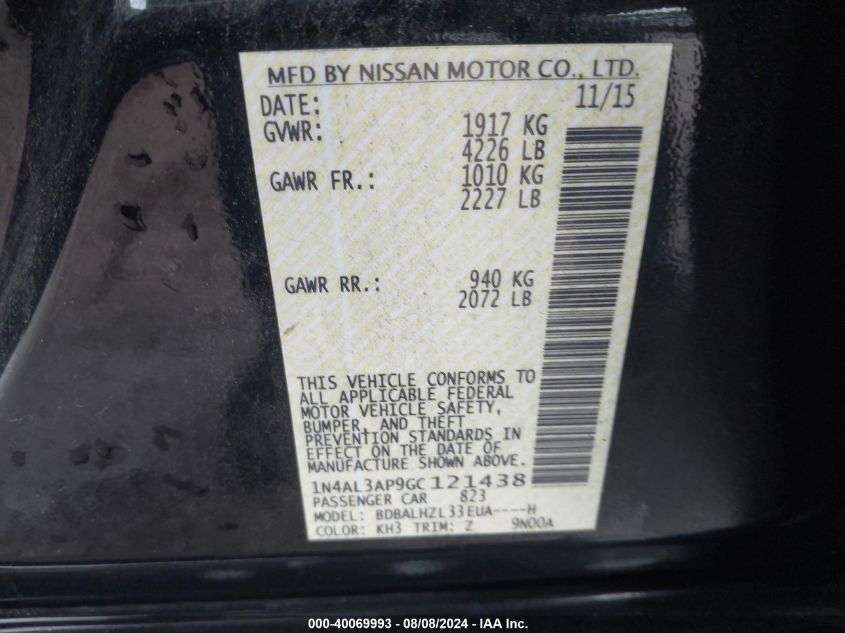 MFD BY NISSAN MOTOR CO., LTD.
DATE: 11/15
GVWR: 1917 KG
4226 LB
GAWR FR.: 1010 KG
2227 LB
GAWR RR.: 940 KG
2072 LB
THIS VEHICLE CONFORMS TO
ALL APPLICABLE FEDERAL
MOTOR VEHICLE SAFETY,
BUMPER, AND THEFT
PREVENTION STANDARDS IN
EFFECT ON THE DATE OF
MANUFACTURE SHOWN ABOVE.
1N4AL3AP9GC121438
PASSENGER CAR 823
MODEL: BDBALHZL33EUA----H
COLOR: KH3 TRIM: Z 9N00A
000-40069993 - 08/08/2024 - IAA Inc.